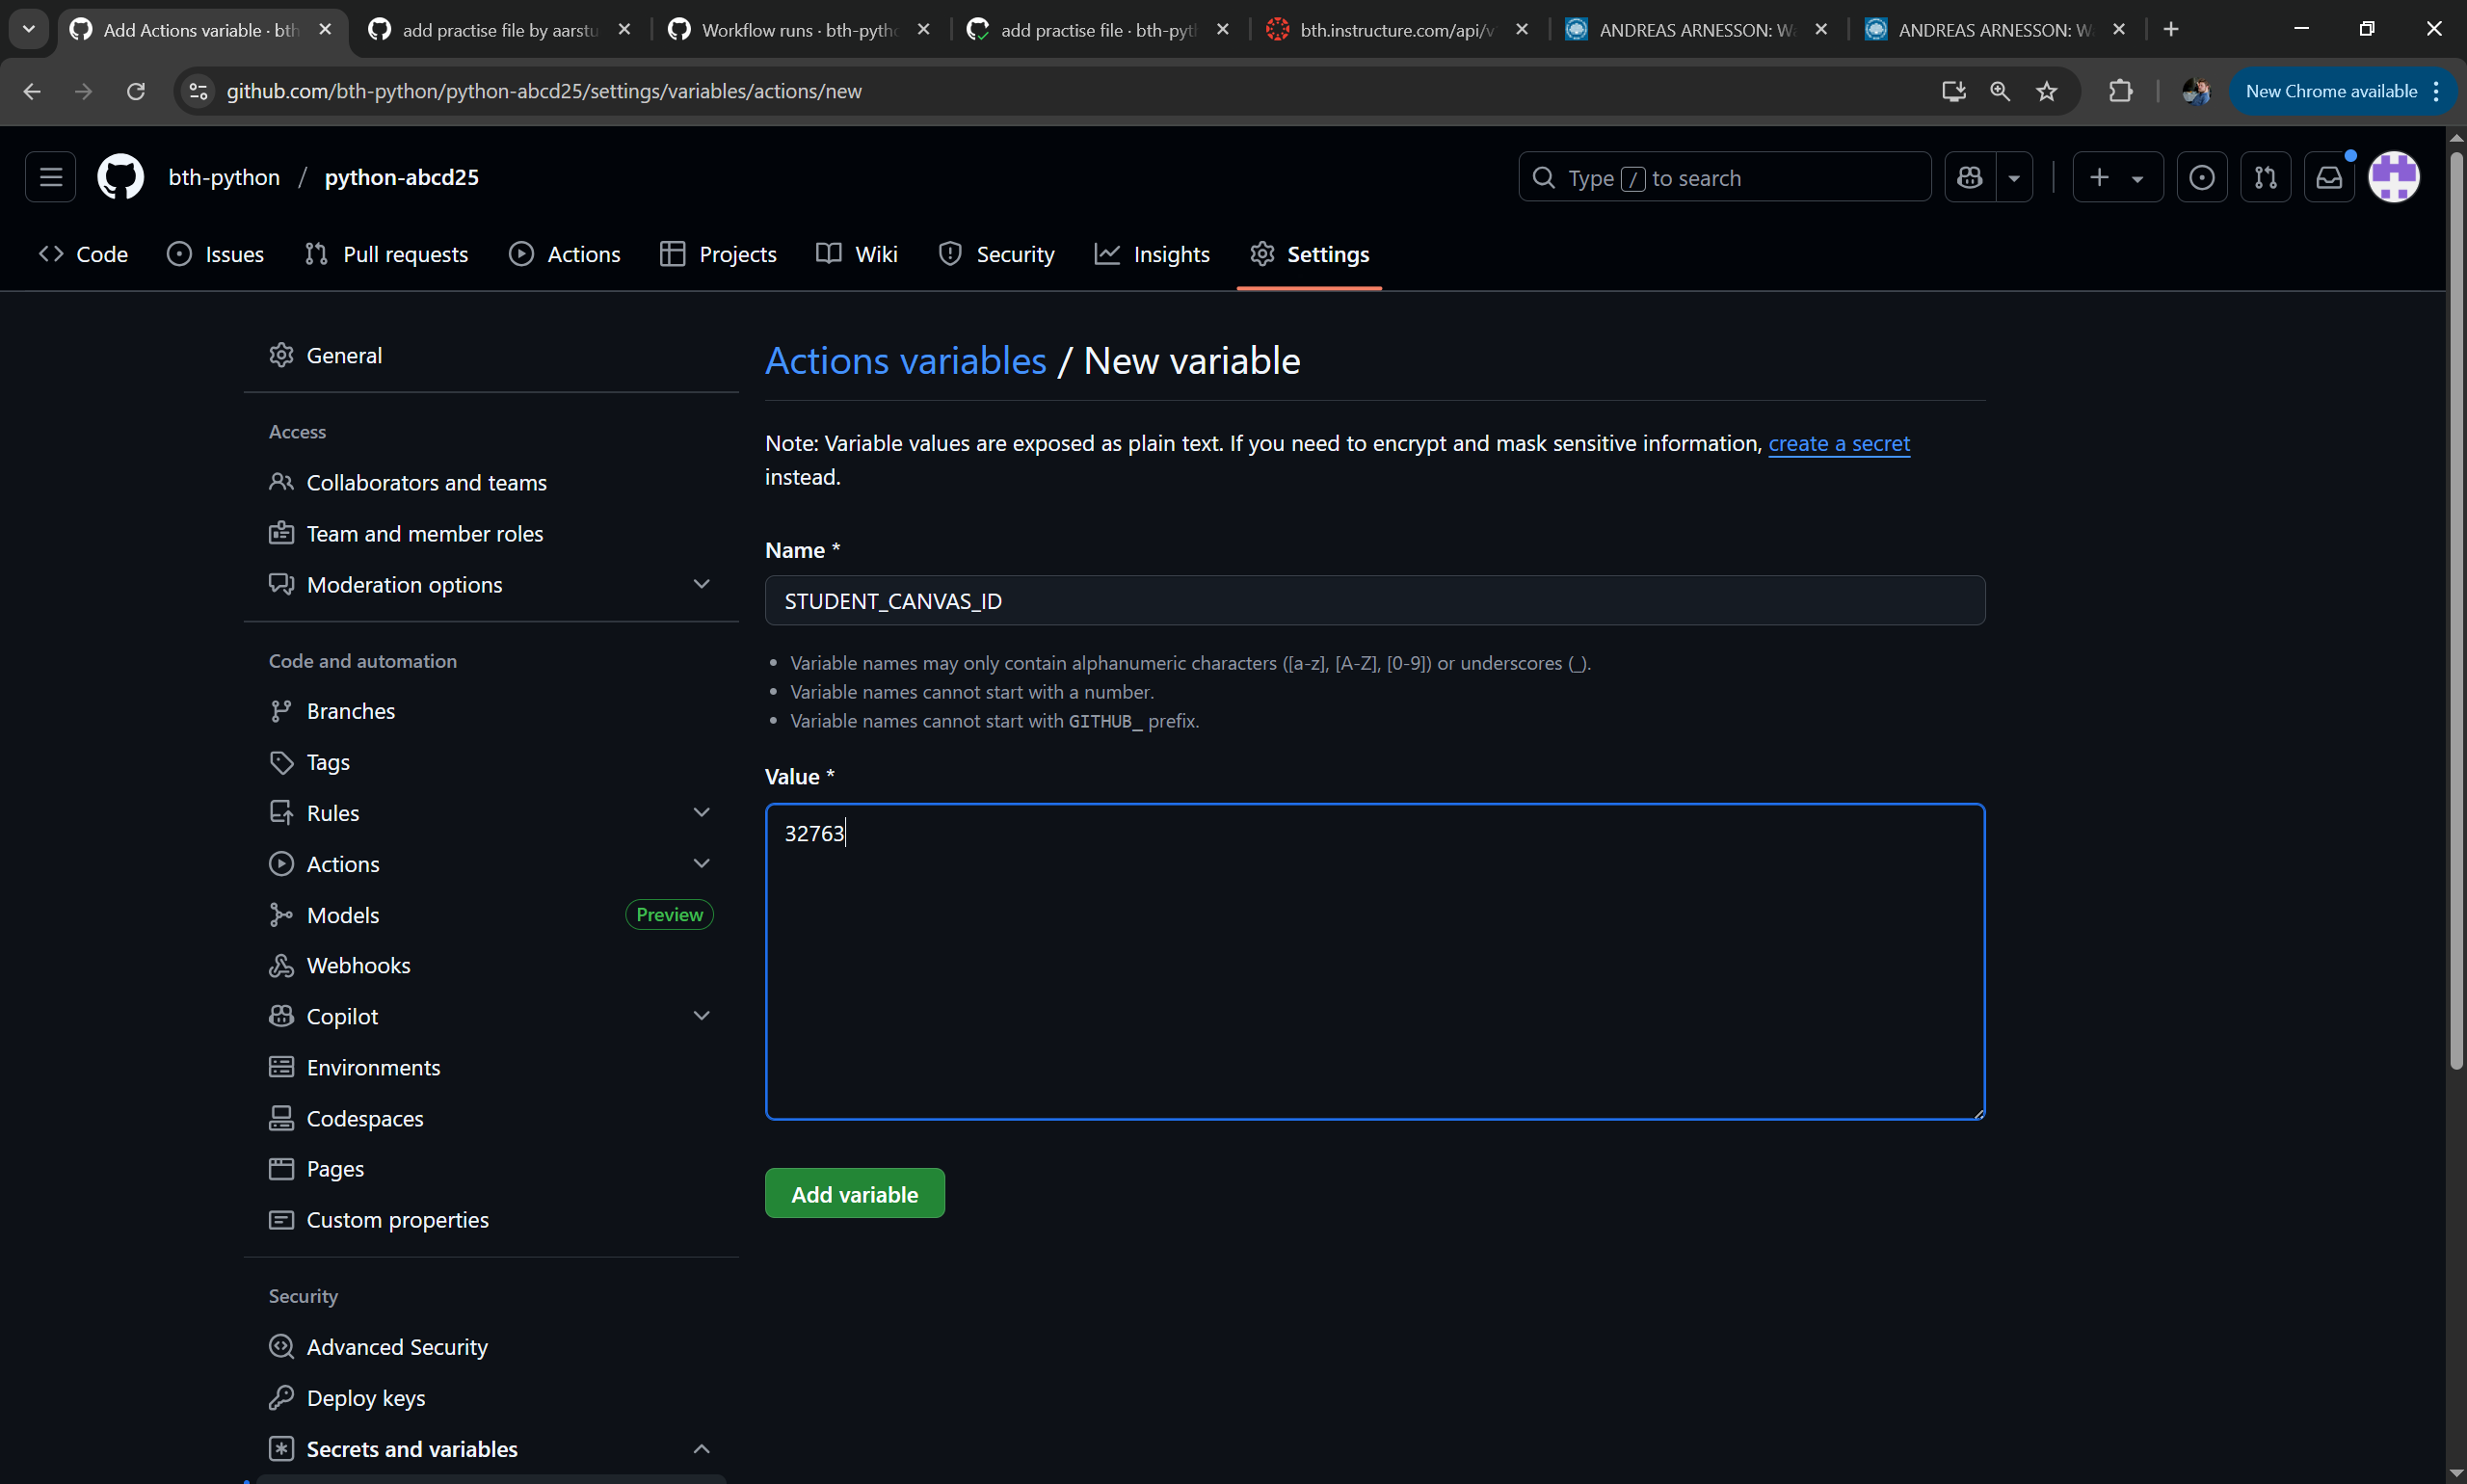 Add Actions variable · bth
add practise file by aarstu
Workflow runs · bth-pytho
add practise file · bth-pyth
bth.instructure.com/api/v
ANDREAS ARNESSON: W
ANDREAS ARNESSON: W
github.com/bth-python/python-abcd25/settings/variables/actions/new
New Chrome available
bth-python / python-abcd25
Type / to search
Code
Issues
Pull requests
Actions
Projects
Wiki
Security
Insights
Settings
General
Access
Collaborators and teams
Team and member roles
Moderation options
Code and automation
Branches
Tags
Rules
Actions
Models
Preview
Webhooks
Copilot
Environments
Codespaces
Pages
Custom properties
Security
Advanced Security
Deploy keys
Secrets and variables
Actions variables / New variable
Note: Variable values are exposed as plain text. If you need to encrypt and mask sensitive information, create a secret
instead.
Name *
STUDENT_CANVAS_ID
Variable names may only contain alphanumeric characters ([a-z], [A-Z], [0-9]) or underscores (_).
Variable names cannot start with a number.
Variable names cannot start with GITHUB_ prefix.
Value *
32763
Add variable